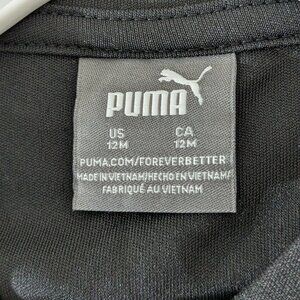 PUMA
US CA
12M 12M
PUMA.COM/FOREVERBETTER
MADE IN VIETNAM/HECHO EN VIETNAM/
FABRIQUÉ AU VIETNAM